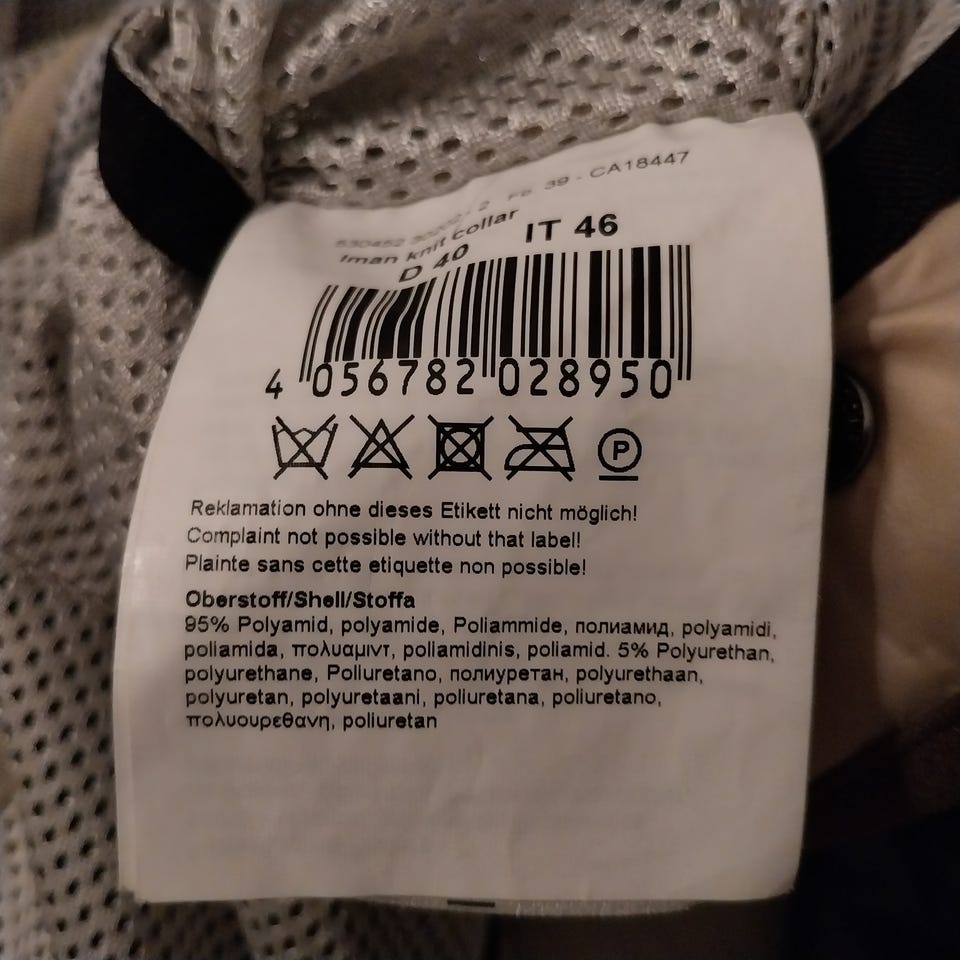 39 - CA18447
knit collar
D 40 IT 46
4 056782 028950
P
Reklamation ohne dieses Etikett nicht möglich!
Complaint not possible without that label!
Plainte sans cette etiquette non possible!
Oberstoff/Shell/Stoffa
95% Polyamid, polyamide, Poliammide, полиамид, polyamidi,
poliamida, πολυαμιντ, poliamidinis, poliamid. 5% Polyurethan,
polyurethane, Poliuretano, полиуретан, polyurethaan,
polyuretan, polyuretaani, poliuretana, poliuretano,
πολυουρεθανη, poliuretan